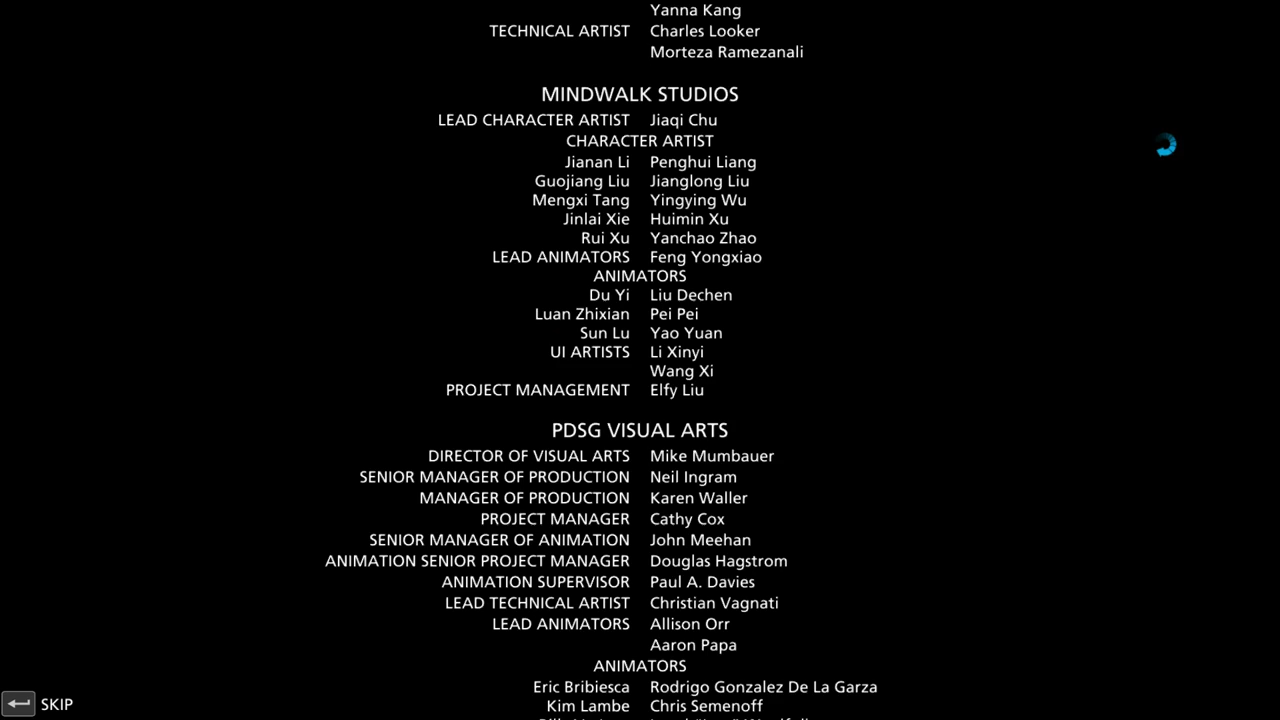 Yanna Kang
TECHNICAL ARTIST Charles Looker
Morteza Ramezanali
MINDWALK STUDIOS
LEAD CHARACTER ARTIST Jiaqi Chu
CHARACTER ARTIST
Jianan Li Penghui Liang
Guojiang Liu Jianglong Liu
Mengxi Tang Yingying Wu
Jinlai Xie Huimin Xu
Rui Xu Yanchao Zhao
LEAD ANIMATORS Feng Yongxiao
ANIMATORS
Du Yi Liu Dechen
Luan Zhixian Pei Pei
Sun Lu Yao Yuan
UI ARTISTS Li Xinyi
Wang Xi
PROJECT MANAGEMENT Elfy Liu
PDSG VISUAL ARTS
DIRECTOR OF VISUAL ARTS Mike Mumbauer
SENIOR MANAGER OF PRODUCTION Neil Ingram
MANAGER OF PRODUCTION Karen Waller
PROJECT MANAGER Cathy Cox
SENIOR MANAGER OF ANIMATION John Meehan
ANIMATION SENIOR PROJECT MANAGER Douglas Hagstrom
ANIMATION SUPERVISOR Paul A. Davies
LEAD TECHNICAL ARTIST Christian Vagnati
LEAD ANIMATORS Allison Orr
Aaron Papa
ANIMATORS
Eric Bribiesca Rodrigo Gonzalez De La Garza
Kim Lambe Chris Semenoff
SKIP